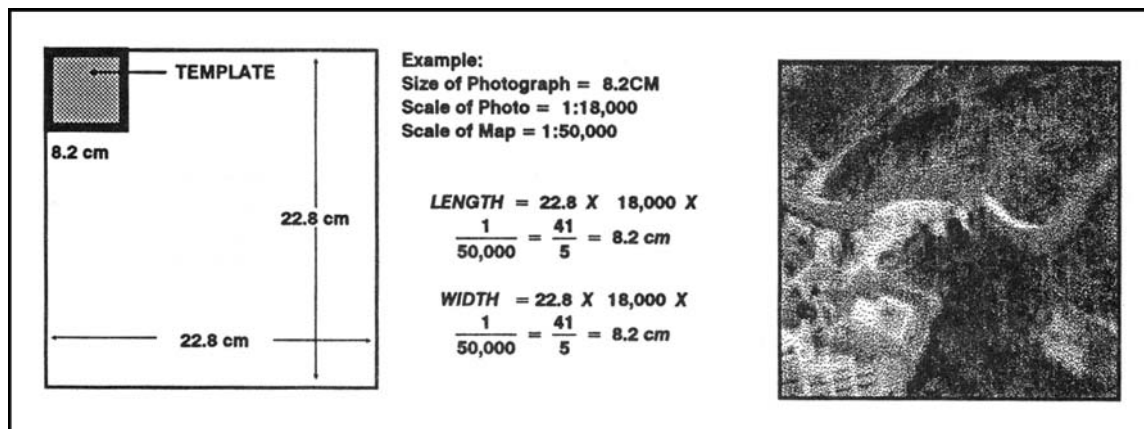 TEMPLATE
8.2 cm
22.8 cm
22.8 cm
Example:
Size of Photograph = 8.2CM
Scale of Photo = 1:18,000
Scale of Map = 1:50,000
LENGTH = 22.8 X 18,000 X
1/50,000 = 41/5 = 8.2 cm
WIDTH = 22.8 X 18,000 X
1/50,000 = 41/5 = 8.2 cm